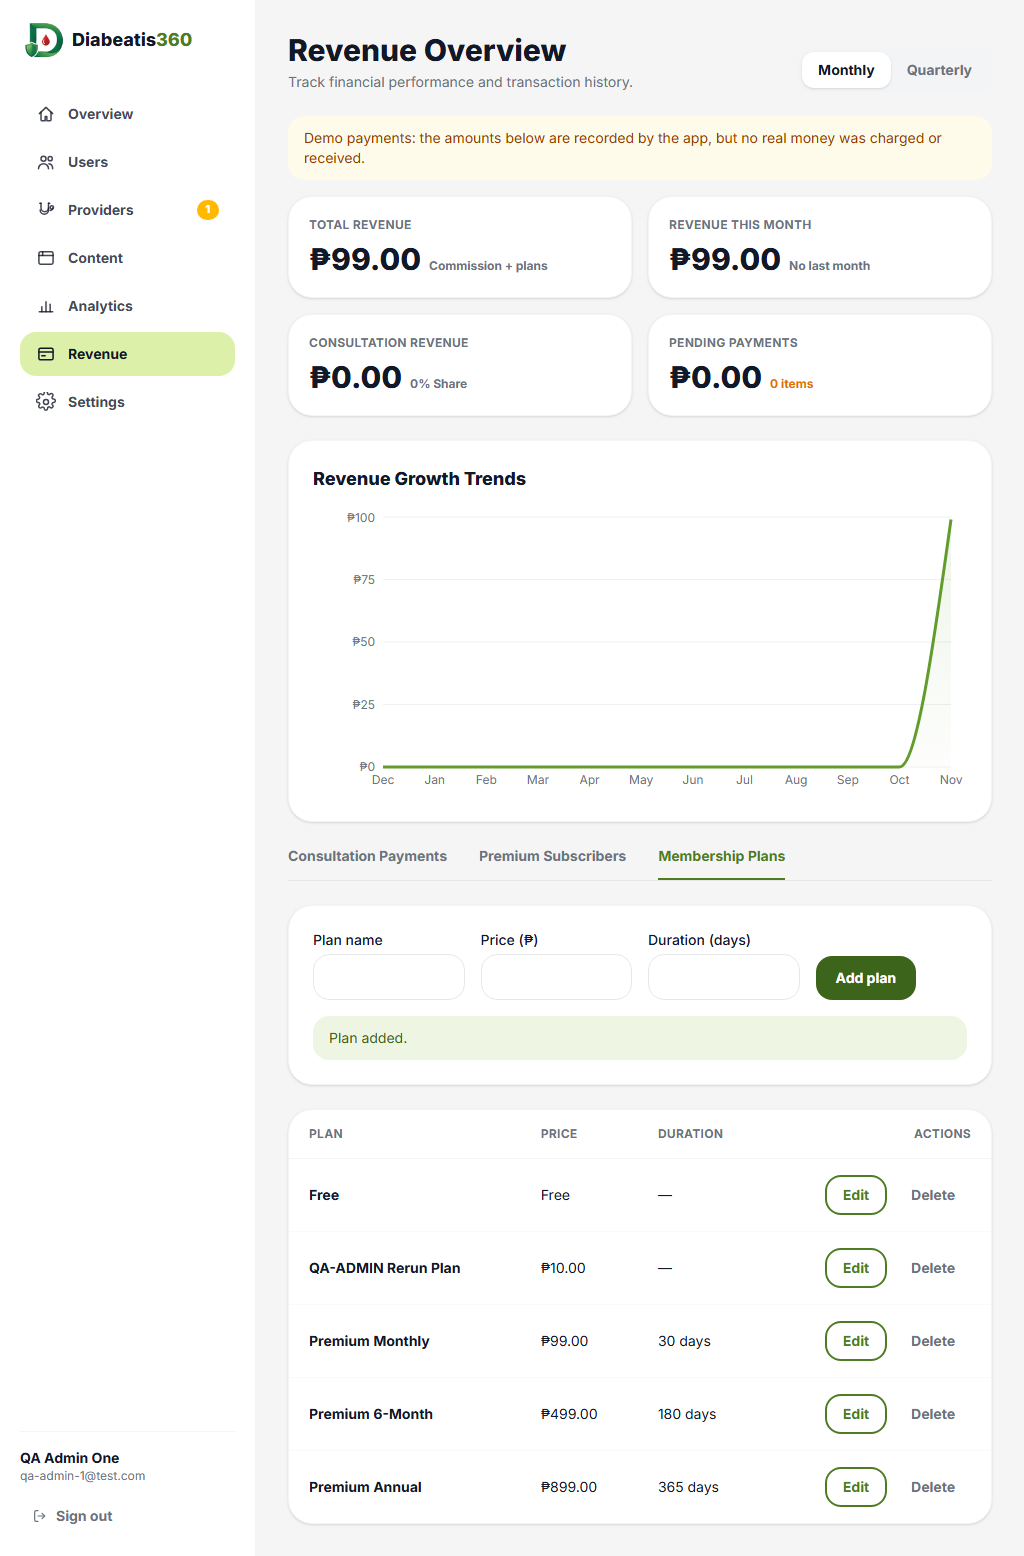 Diabeatis360
Overview
Users
Providers
1
Content
Analytics
Revenue
Settings
QA Admin One
qa-admin-1@test.com
Sign out
Revenue Overview
Track financial performance and transaction history.
Monthly
Quarterly
Demo payments: the amounts below are recorded by the app, but no real money was charged or
received.
TOTAL REVENUE
₱99.00 Commission + plans
REVENUE THIS MONTH
₱99.00 No last month
CONSULTATION REVENUE
₱0.00 0% Share
PENDING PAYMENTS
₱0.00 0 items
Revenue Growth Trends
₱100
₱75
₱50
₱25
₱0
Dec Jan Feb Mar Apr May Jun Jul Aug Sep Oct Nov
Consultation Payments Premium Subscribers Membership Plans
Plan name Price (₱) Duration (days)
Add plan
Plan added.
PLAN PRICE DURATION ACTIONS
Free Free — Edit Delete
QA-ADMIN Rerun Plan ₱10.00 — Edit Delete
Premium Monthly ₱99.00 30 days Edit Delete
Premium 6-Month ₱499.00 180 days Edit Delete
Premium Annual ₱899.00 365 days Edit Delete